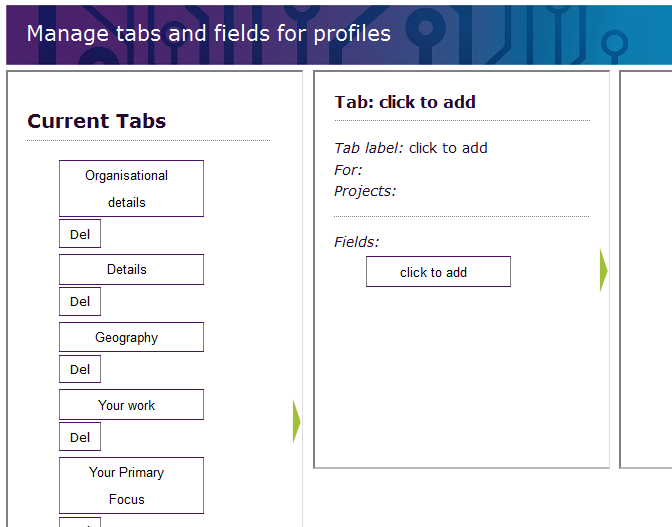 Manage tabs and fields for profiles
Current Tabs
Organisational
details
Del
Details
Del
Geography
Del
Your work
Del
Your Primary
Focus
Tab: click to add
Tab label: click to add
For:
Projects:
Fields:
click to add